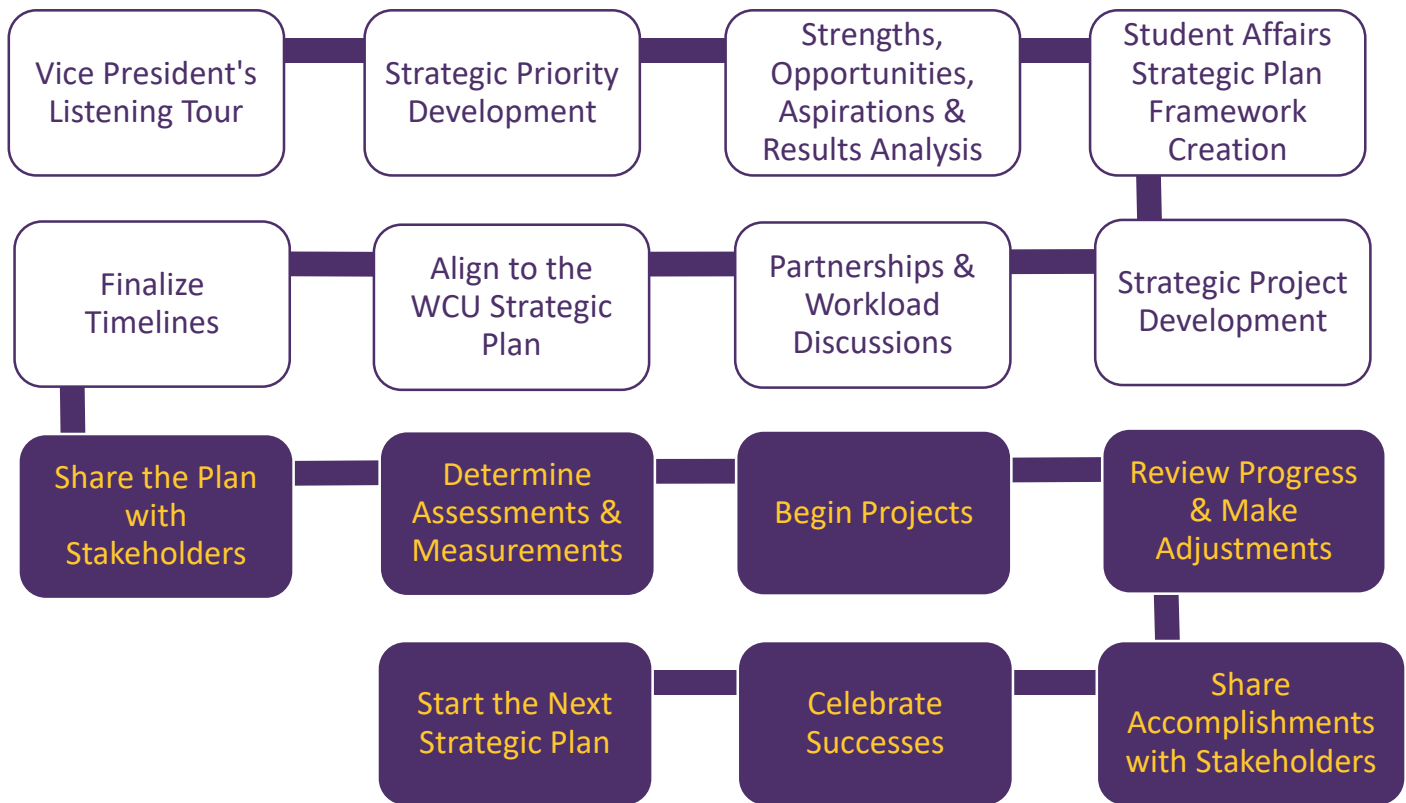 Vice President's
Listening Tour
Strategic Priority
Development
Strengths,
Opportunities,
Aspirations &
Results Analysis
Student Affairs
Strategic Plan
Framework
Creation
Strategic Project
Development
Partnerships &
Workload
Discussions
Align to the
WCU Strategic
Plan
Finalize
Timelines
Share the Plan
with
Stakeholders
Determine
Assessments &
Measurements
Begin Projects
Review Progress
& Make
Adjustments
Share
Accomplishments
with Stakeholders
Celebrate
Successes
Start the Next
Strategic Plan